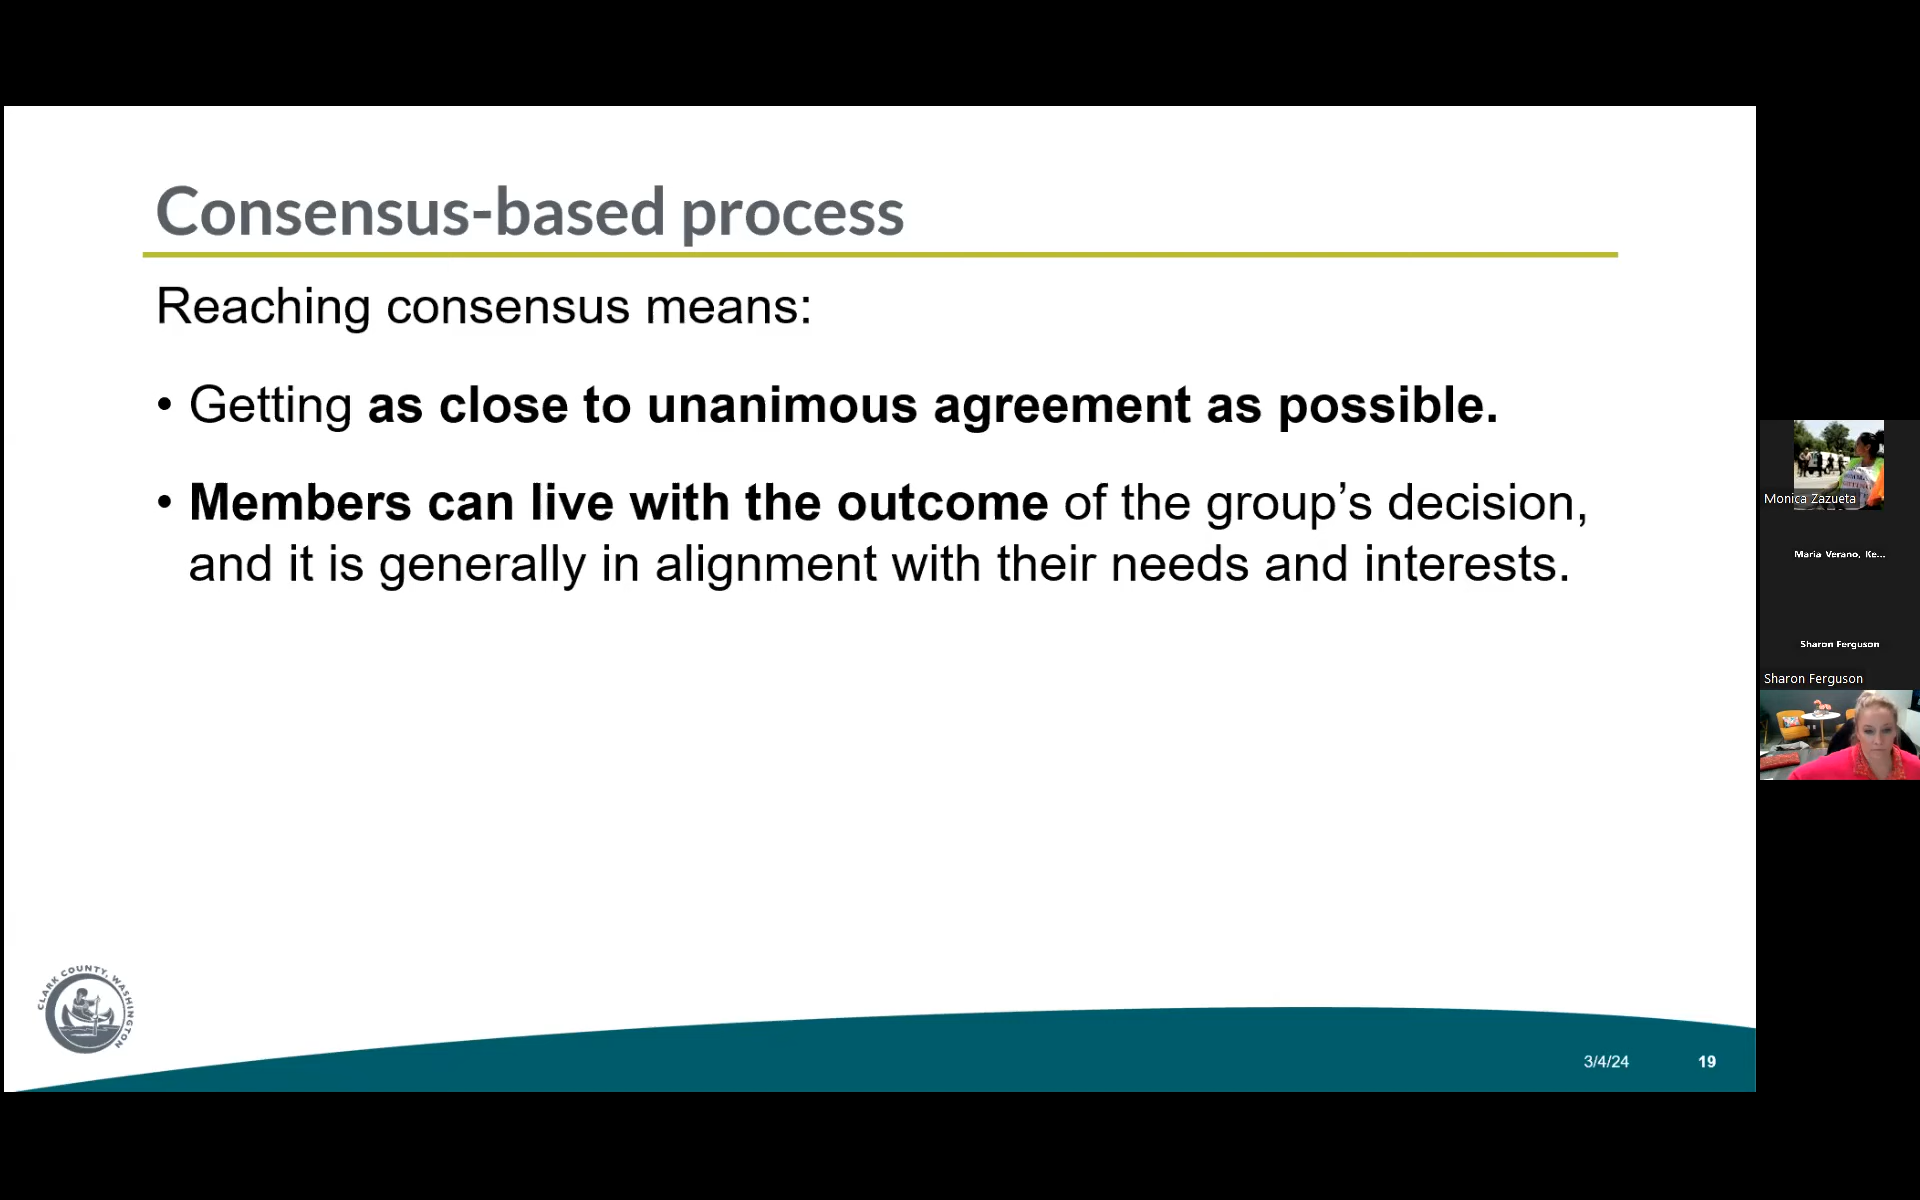 Consensus-based process
Reaching consensus means:
• Getting as close to unanimous agreement as possible.
• Members can live with the outcome of the group’s decision,
and it is generally in alignment with their needs and interests.
CLARK COUNTY, WASHINGTON
3/4/24 19
Monica Zazueta
Maria Verano, Ke...
Sharon Ferguson
Sharon Ferguson